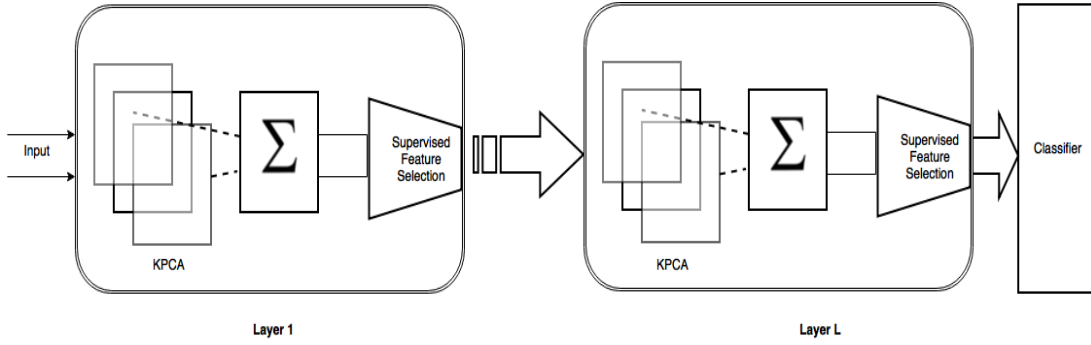 Input
KPCA
Σ
Supervised
Feature
Selection
Layer 1
KPCA
Σ
Supervised
Feature
Selection
Layer L
Classifier